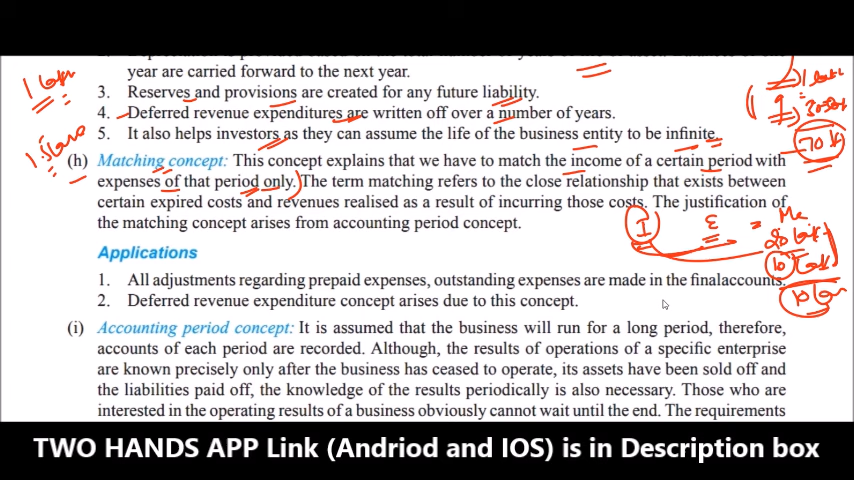 year are carried forward to the next year.
3. Reserves and provisions are created for any future liability.
4. Deferred revenue expenditures are written off over a number of years.
5. It also helps investors as they can assume the life of the business entity to be infinite.
(h) Matching concept: This concept explains that we have to match the income of a certain period with
expenses of that period only. The term matching refers to the close relationship that exists between
certain expired costs and revenues realised as a result of incurring those costs. The justification of
the matching concept arises from accounting period concept.
I E =
Applications
1. All adjustments regarding prepaid expenses, outstanding expenses are made in the finalaccounts.
2. Deferred revenue expenditure concept arises due to this concept.
(i) Accounting period concept: It is assumed that the business will run for a long period, therefore,
accounts of each period are recorded. Although, the results of operations of a specific enterprise
are known precisely only after the business has ceased to operate, its assets have been sold off and
the liabilities paid off, the knowledge of the results periodically is also necessary. Those who are
interested in the operating results of a business obviously cannot wait until the end. The requirements
TWO HANDS APP Link (Andriod and IOS) is in Description box